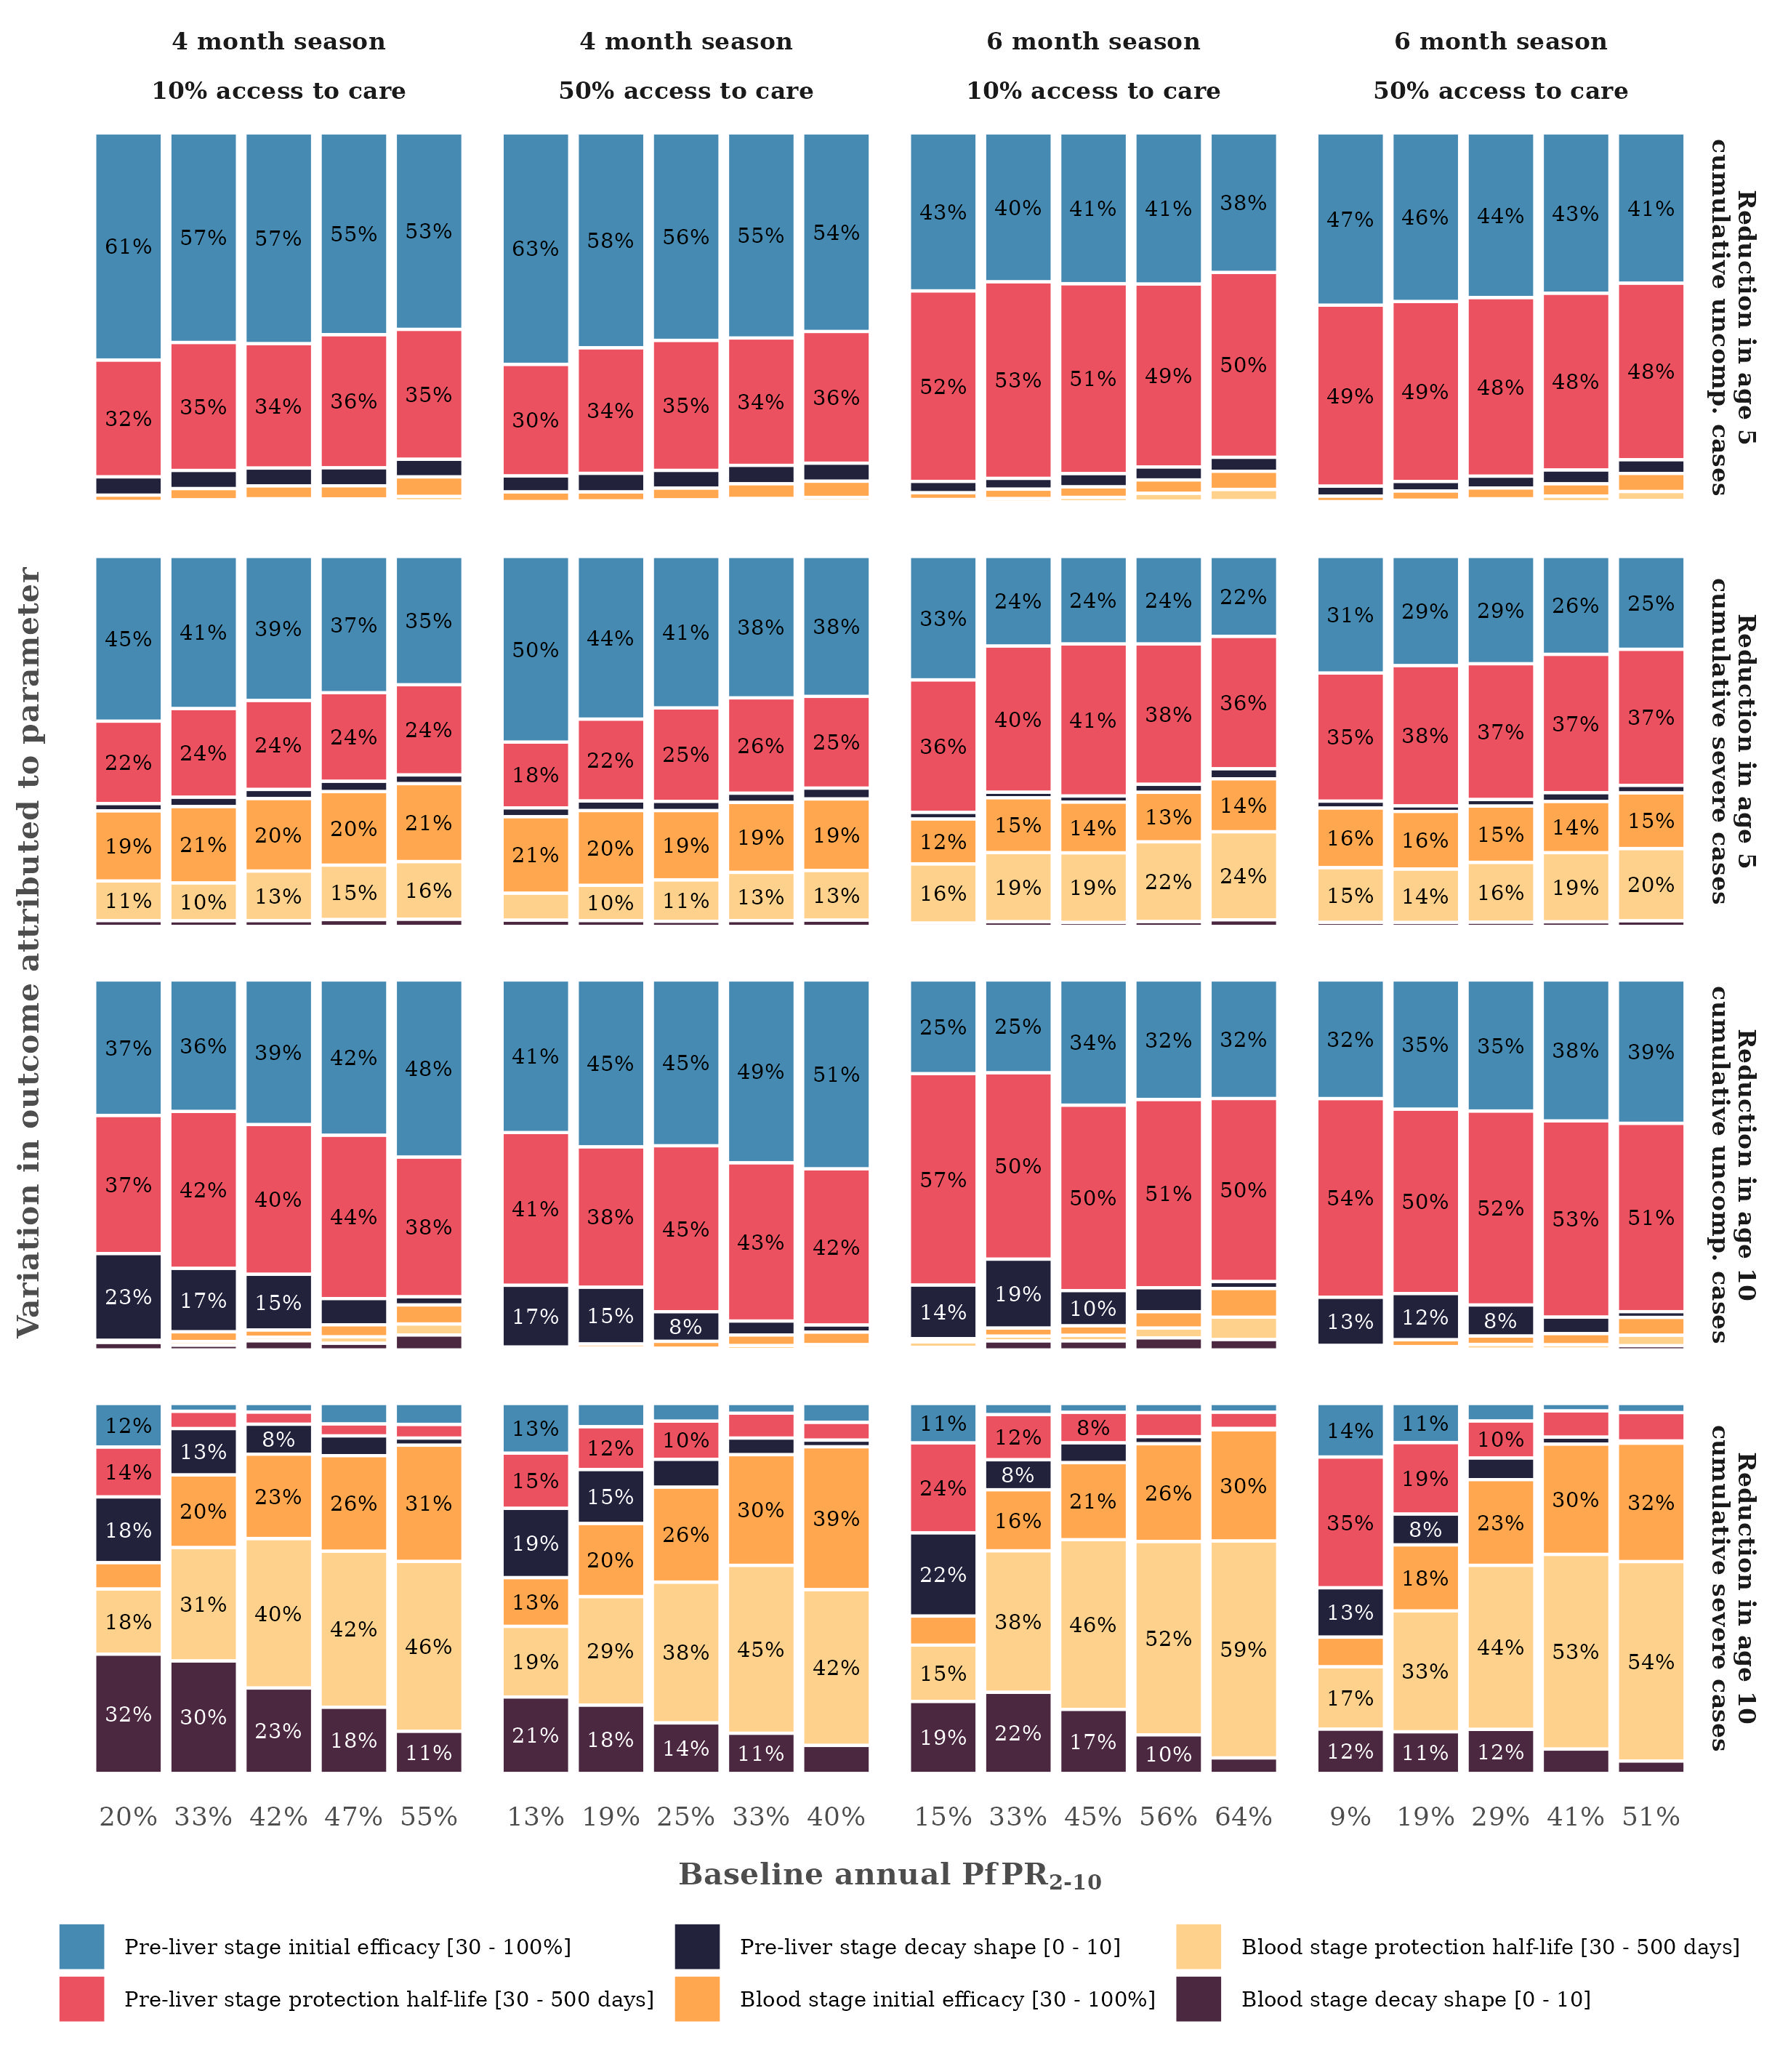 4 month season 4 month season 6 month season 6 month season
10% access to care 50% access to care 10% access to care 50% access to care
Variation in outcome attributed to parameter
61% 57% 57% 55% 53% 63% 58% 56% 55% 54% 43% 40% 41% 41% 38% 47% 46% 44% 43% 41%
32% 35% 34% 36% 35% 30% 34% 35% 34% 36% 52% 53% 51% 49% 50% 49% 49% 48% 48% 48%
Reduction in age 5
cumulative uncomp. cases
45% 41% 39% 37% 35% 50% 44% 41% 38% 38% 33% 24% 24% 24% 22% 31% 29% 29% 26% 25%
22% 24% 24% 24% 24% 18% 22% 25% 26% 25% 36% 40% 41% 38% 36% 35% 38% 37% 37% 37%
19% 21% 20% 20% 21% 21% 20% 19% 19% 19% 12% 15% 14% 13% 14% 16% 16% 15% 14% 15%
11% 10% 13% 15% 16% 10% 11% 13% 13% 16% 19% 19% 22% 24% 15% 14% 16% 19% 20%
Reduction in age 5
cumulative severe cases
37% 36% 39% 42% 48% 41% 45% 45% 49% 51% 25% 25% 34% 32% 32% 32% 35% 35% 38% 39%
37% 42% 40% 44% 38% 41% 38% 45% 43% 42% 57% 50% 50% 51% 50% 54% 50% 52% 53% 51%
23% 17% 15% 17% 15% 8% 14% 19% 10% 13% 12% 8%
Reduction in age 10
cumulative uncomp. cases
12% 13% 11% 14% 11%
14% 15% 12% 10% 24% 12% 8% 35% 19% 10%
18% 13% 8% 19% 15% 22% 8% 13% 8%
20% 23% 26% 31% 13% 20% 26% 30% 39% 16% 21% 26% 30% 18% 23% 30% 32%
18% 31% 40% 42% 46% 19% 29% 38% 45% 42% 15% 38% 46% 52% 59% 17% 33% 44% 53% 54%
32% 30% 23% 18% 11% 21% 18% 14% 11% 19% 22% 17% 10% 12% 11% 12%
Reduction in age 10
cumulative severe cases
20% 33% 42% 47% 55% 13% 19% 25% 33% 40% 15% 33% 45% 56% 64% 9% 19% 29% 41% 51%
Baseline annual PfPR2-10
Pre-liver stage initial efficacy [30 - 100%] Pre-liver stage decay shape [0 - 10] Blood stage protection half-life [30 - 500 days]
Pre-liver stage protection half-life [30 - 500 days] Blood stage initial efficacy [30 - 100%] Blood stage decay shape [0 - 10]